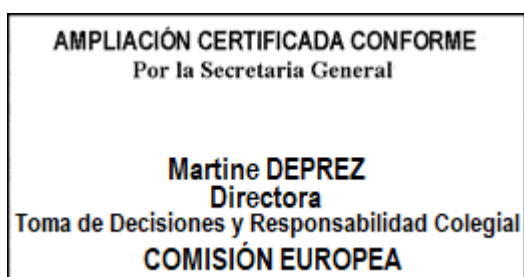 AMPLIACIÓN CERTIFICADA CONFORME
Por la Secretaria General
Martine DEPREZ
Directora
Toma de Decisiones y Responsabilidad Colegial
COMISIÓN EUROPEA